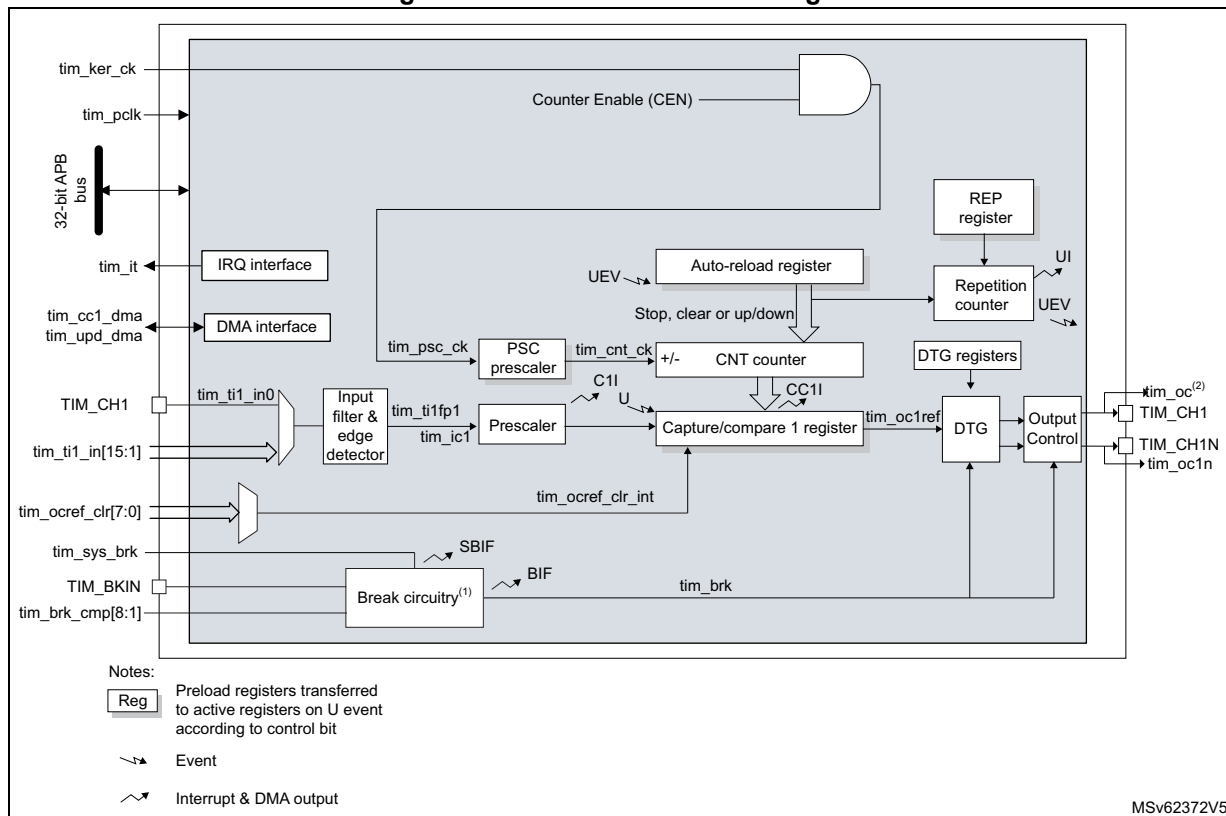 tim_ker_ck
Counter Enable (CEN)
tim_pclk
32-bit APB
bus
REP
register
tim_it
IRQ interface
UEV
Auto-reload register
UI
Repetition
counter
UEV
Stop, clear or up/down
tim_cc1_dma
tim_upd_dma
DMA interface
tim_psc_ck
PSC
prescaler
tim_cnt_ck
+/-
CNT counter
DTG registers
TIM_CH1
tim_ti1_in0
Input
filter &
edge
detector
tim_ti1fp1
tim_ic1
Prescaler
C1I
U
CC1I
Capture/compare 1 register
tim_oc1ref
DTG
Output
Control
tim_oc(2)
TIM_CH1
TIM_CH1N
tim_oc1n
tim_ti1_in[15:1]
tim_ocref_clr[7:0]
tim_ocref_clr_int
tim_sys_brk
SBIF
TIM_BKIN
BIF
Break circuitry(1)
tim_brk
tim_brk_cmp[8:1]
Notes:
Reg
Preload registers transferred
to active registers on U event
according to control bit
Event
Interrupt & DMA output
MSv62372V5